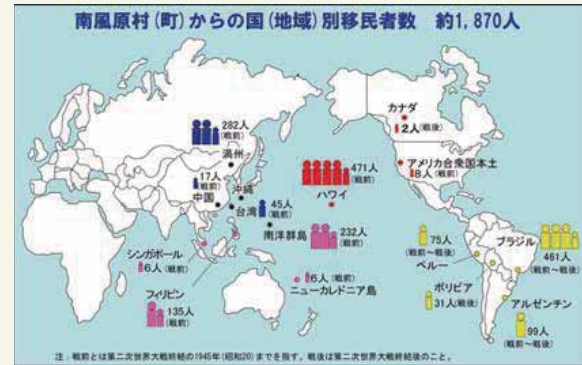 南風原村(町)からの国(地域)別移民者数　約1,870人
282人
(戦前)
満州
17人
(戦前)
中国
沖縄
台湾
45人
(戦前)
南洋群島
232人
(戦前)
シンガポール
6人(戦前)
フィリピン
135人
(戦前)
471人
(戦前)
ハワイ
6人(戦前)
ニューカレドニア島
カナダ
2人(戦後)
アメリカ合衆国本土
8人(戦前)
75人
(戦前～戦後)
ペルー
ブラジル
461人
(戦前～戦後)
ボリビア
31人(戦後)
アルゼンチン
99人
(戦前～戦後)
注：戦前とは第二次世界大戦終結の1945年(昭和20)までを指す。戦後は第二次世界大戦終結後のこと。